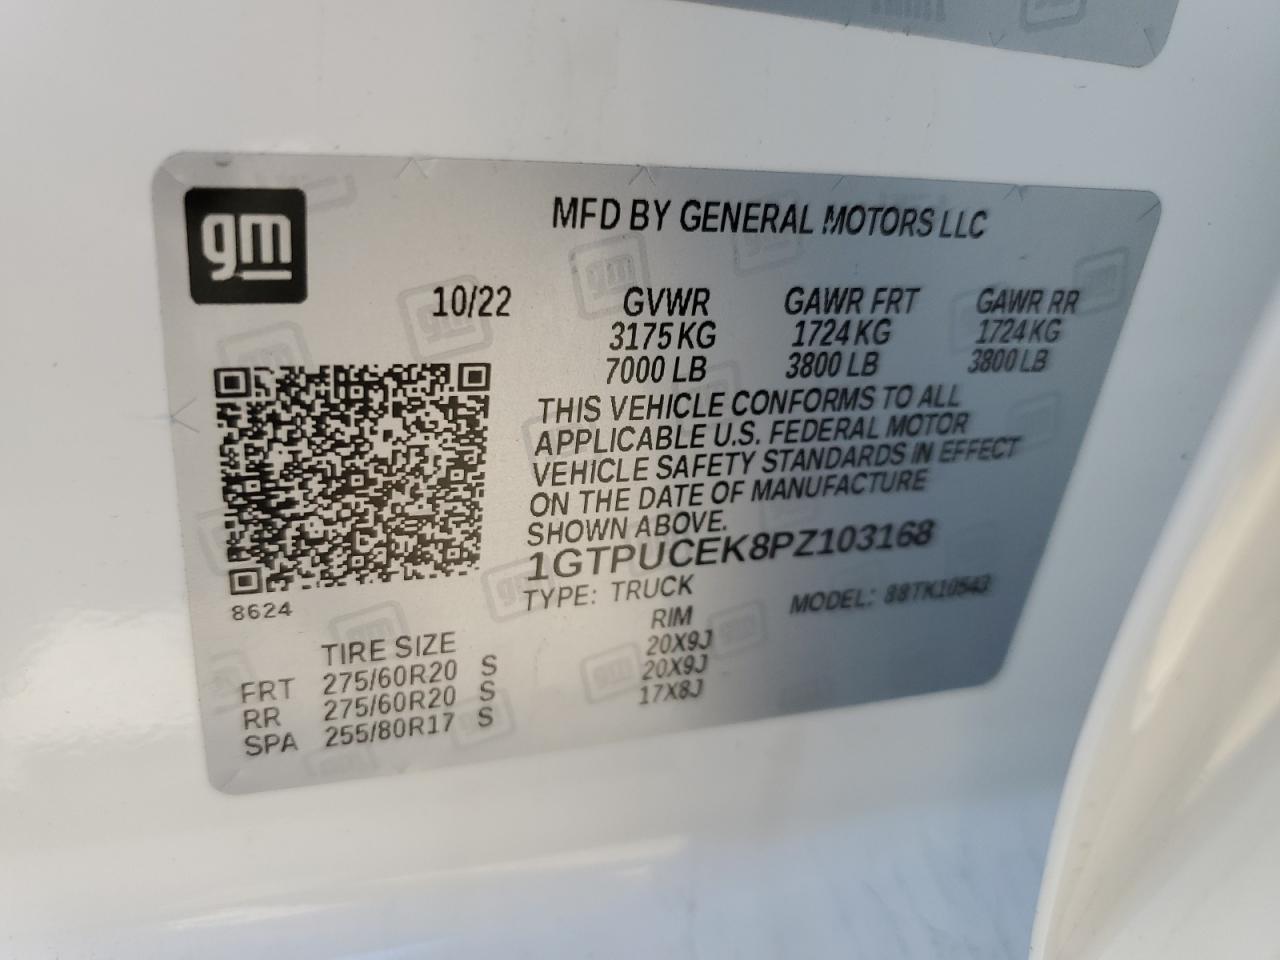 gm
MFD BY GENERAL MOTORS LLC
10/22 GVWR GAWR FRT GAWR RR
3175 KG 1724 KG 1724 KG
7000 LB 3800 LB 3800 LB
THIS VEHICLE CONFORMS TO ALL
APPLICABLE U.S. FEDERAL MOTOR
VEHICLE SAFETY STANDARDS IN EFFECT
ON THE DATE OF MANUFACTURE
SHOWN ABOVE.
1GTPUCEK8PZ103168
TYPE: TRUCK MODEL: 88TK10543
8624
TIRE SIZE RIM
FRT 275/60R20 S 20X9J
RR 275/60R20 S 20X9J
SPA 255/80R17 S 17X8J